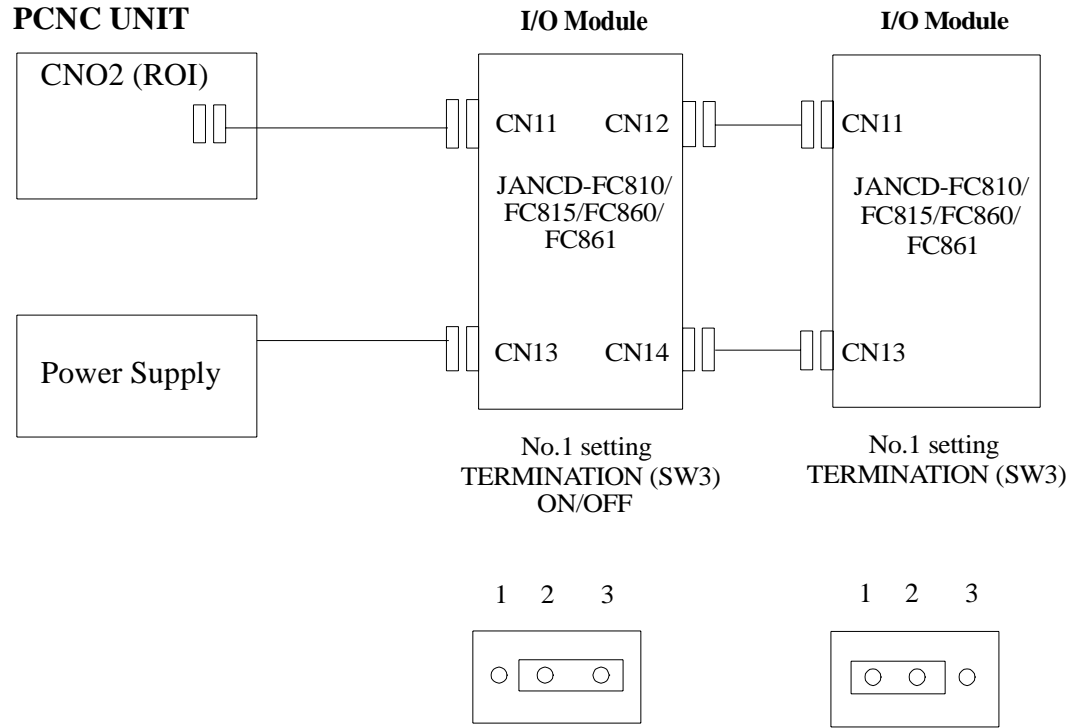 PCNC UNIT
I/O Module
I/O Module
CNO2 (ROI)
CN11
CN12
CN11
JANCD-FC810/
FC815/FC860/
FC861
JANCD-FC810/
FC815/FC860/
FC861
Power Supply
CN13
CN14
CN13
No.1 setting
TERMINATION (SW3)
ON/OFF
No.1 setting
TERMINATION (SW3)
1 2 3
1 2 3